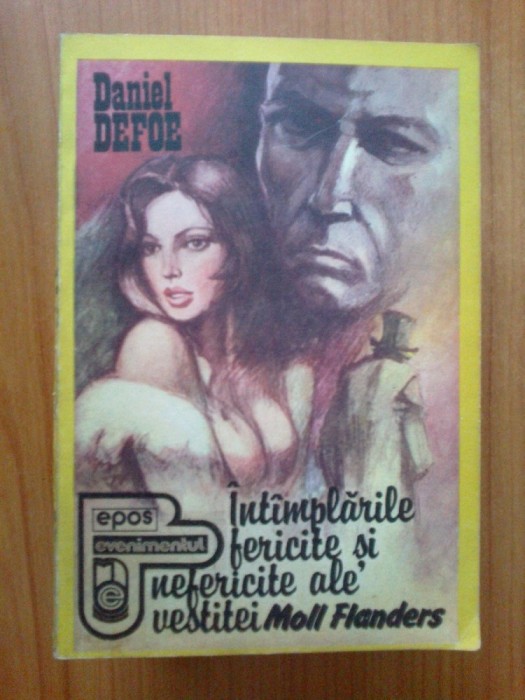 Daniel
DEFOE
epos
evenimentul
e
Întîmplările
fericite și
nefericite ale
vestitei Moll Flanders